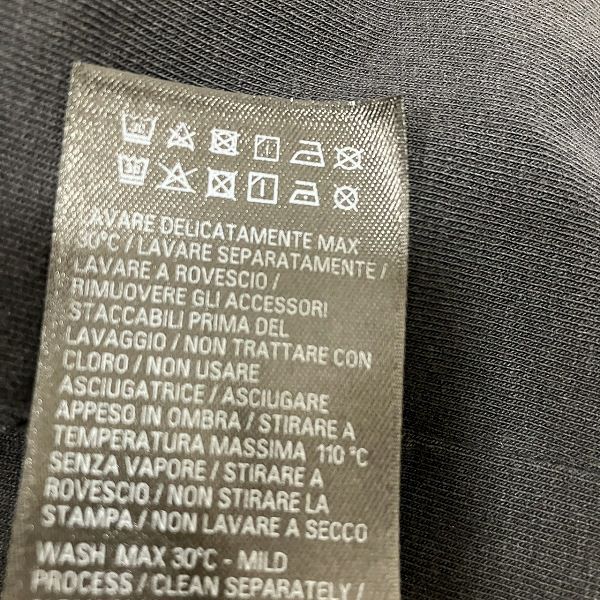 LAVARE DELICATAMENTE MAX
30°C / LAVARE SEPARATAMENTE /
LAVARE A ROVESCIO /
RIMUOVERE GLI ACCESSORI
STACCABILI PRIMA DEL
LAVAGGIO / NON TRATTARE CON
CLORO / NON USARE
ASCIUGATRICE / ASCIUGARE
APPESO IN OMBRA / STIRARE A
TEMPERATURA MASSIMA 110 °C
SENZA VAPORE / STIRARE A
ROVESCIO / NON STIRARE LA
STAMPA / NON LAVARE A SECCO
WASH MAX 30°C - MILD
PROCESS / CLEAN SEPARATELY /